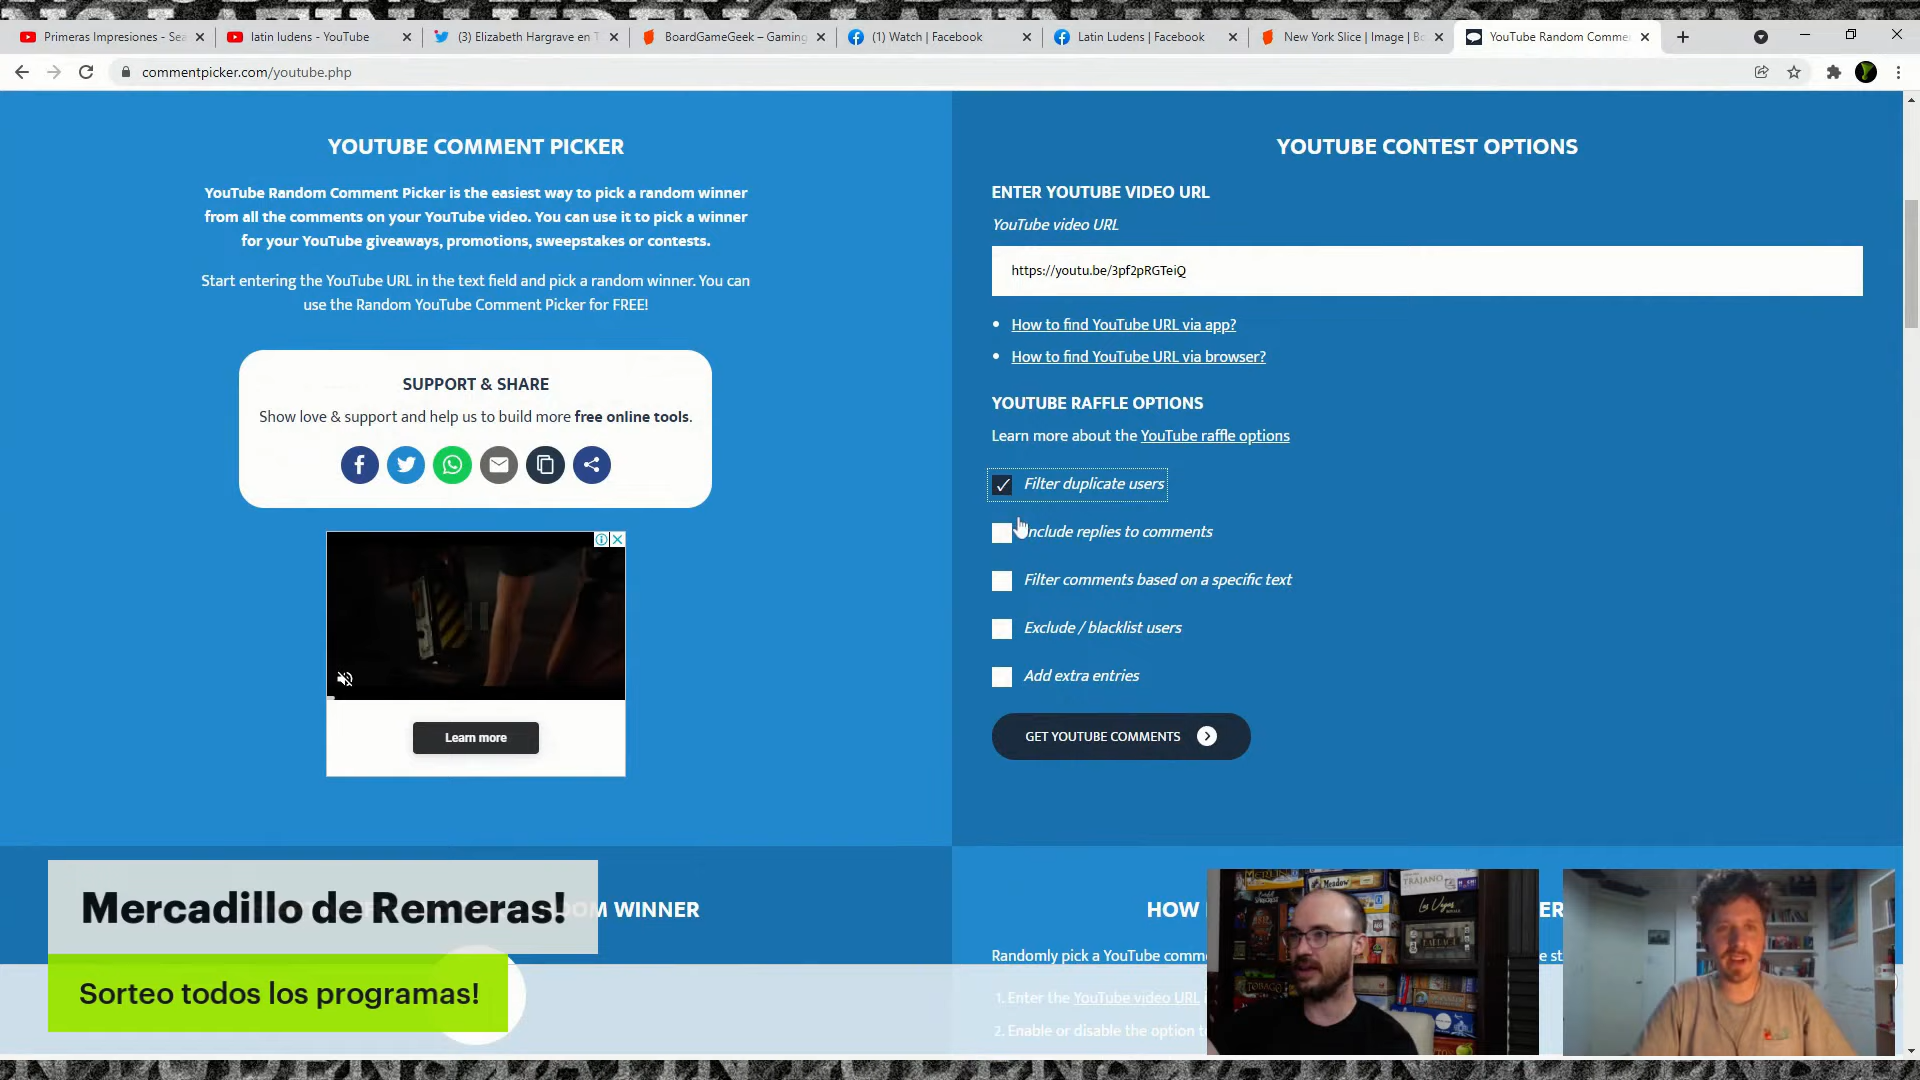 Primeras Impresiones - Sea
latin ludens - YouTube
(3) Elizabeth Hargrave en T
BoardGameGeek – Gaming
(1) Watch | Facebook
Latin Ludens | Facebook
New York Slice | Image | Bo
YouTube Random Comme
commentpicker.com/youtube.php
YOUTUBE COMMENT PICKER
YouTube Random Comment Picker is the easiest way to pick a random winner
from all the comments on your YouTube video. You can use it to pick a winner
for your YouTube giveaways, promotions, sweepstakes or contests.
Start entering the YouTube URL in the text field and pick a random winner. You can
use the Random YouTube Comment Picker for FREE!
SUPPORT & SHARE
Show love & support and help us to build more free online tools.
Learn more
YOUTUBE CONTEST OPTIONS
ENTER YOUTUBE VIDEO URL
YouTube video URL
https://youtu.be/3pf2pRGTeiQ
• How to find YouTube URL via app?
• How to find YouTube URL via browser?
YOUTUBE RAFFLE OPTIONS
Learn more about the YouTube raffle options
Filter duplicate users
Include replies to comments
Filter comments based on a specific text
Exclude / blacklist users
Add extra entries
GET YOUTUBE COMMENTS
Mercadillo de Remeras!
M WINNER
Sorteo todos los programas!
HOW
ER
Randomly pick a YouTube comm
e st
1. Enter the YouTube video URL
2. Enable or disable the option t
Meadow
TRAJANO
Las Vegas
TOBAGO